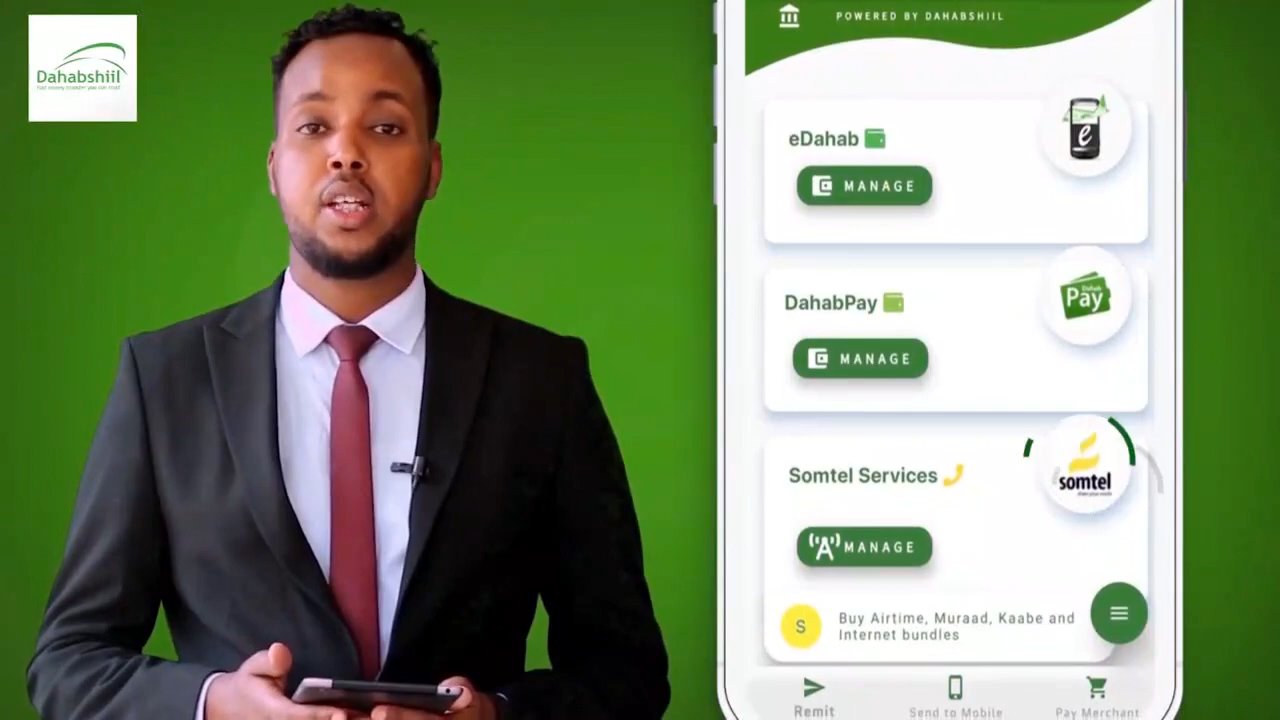 Dahabshiil
POWERED BY DAHABSHIIL
eDahab
e
MANAGE
DahabPay
Dahab
Pay
MANAGE
Somtel Services
somtel
MANAGE
S
Buy Airtime, Muraad, Kaabe and
Internet bundles
Remit
Send to Mobile
Pay Merchant